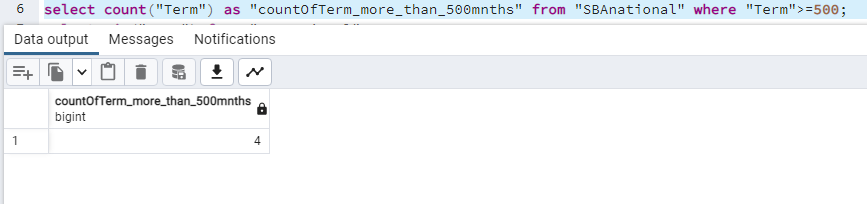 6 select count("Term") as "countOfTerm_more_than_500mnths" from "SBAnational" where "Term">=500;
Data output Messages Notifications
countOfTerm_more_than_500mnths
bigint
1 4